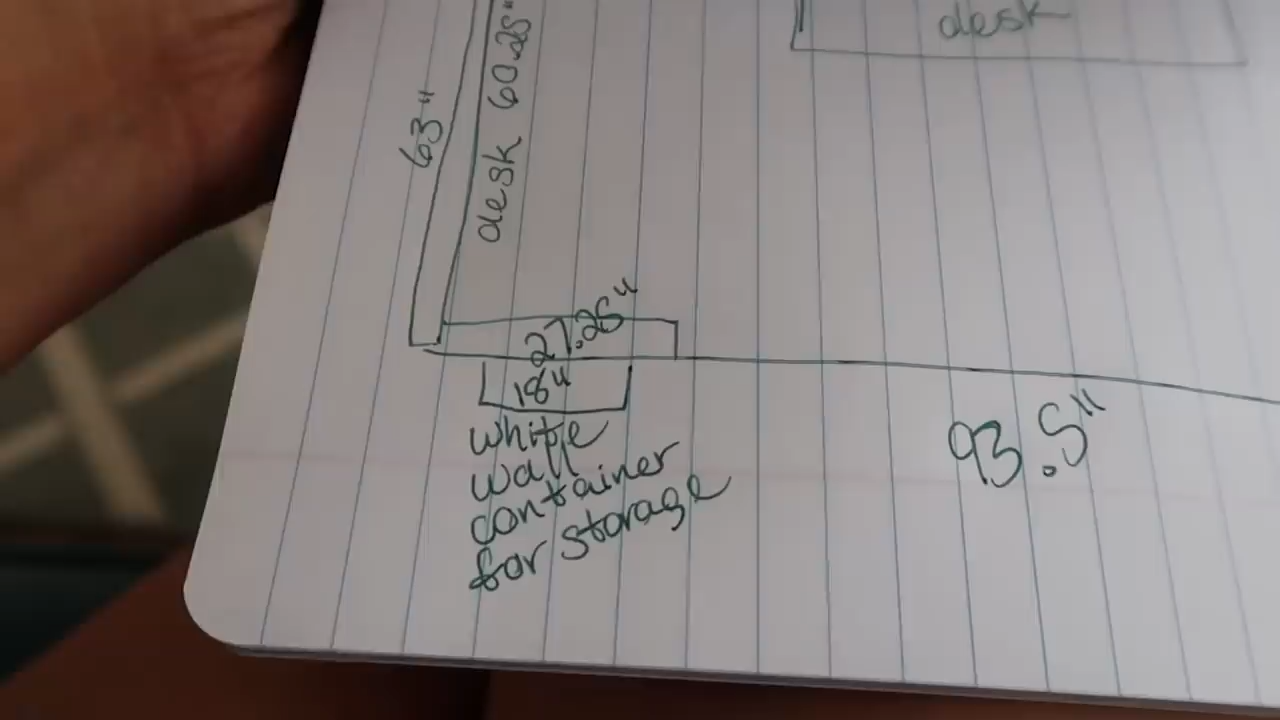 desk
63"
desk 60.25"
27.25"
18"
white
wall
container
for storage
93.5"